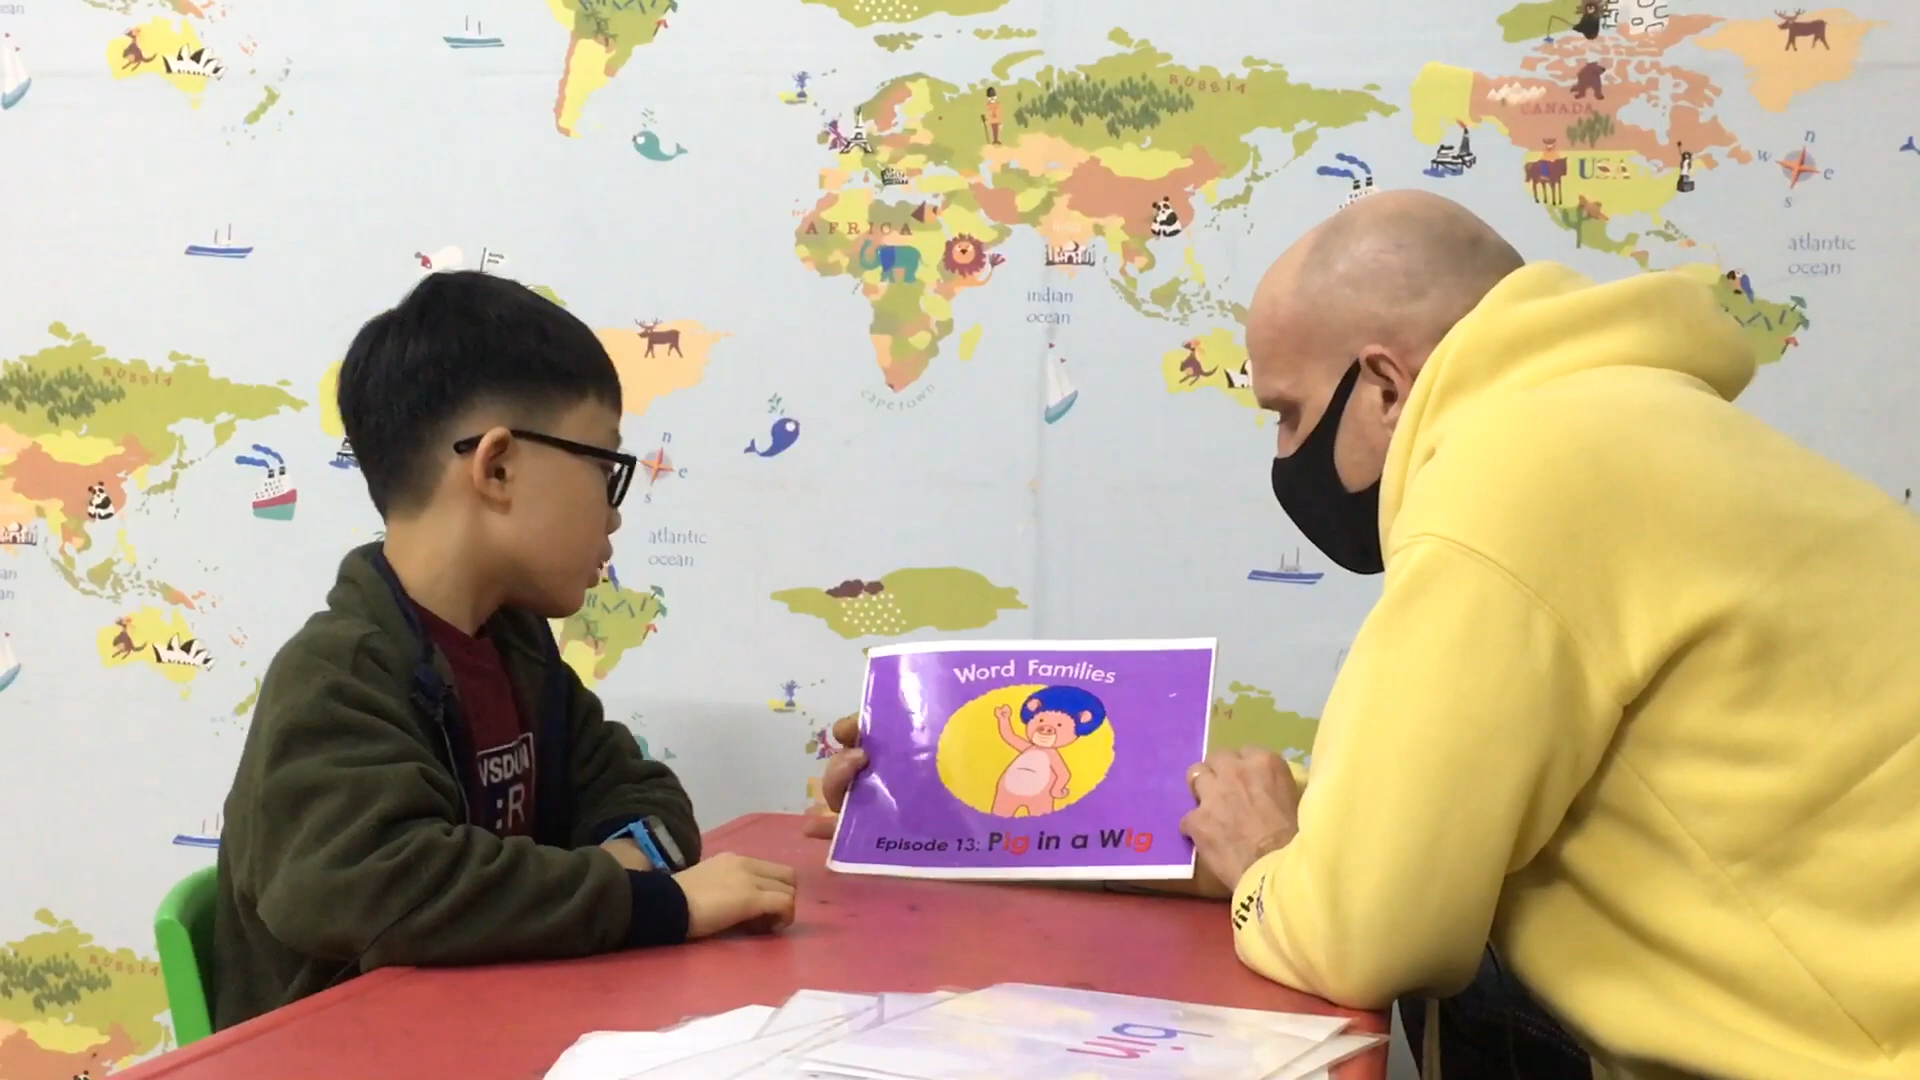 Word Families
Episode 13: Pig in a Wig
RUSSIA
CANADA
USA
AFRICA
indian
ocean
cape town
n
w
e
s
atlantic
ocean
n
e
s
atlantic
ocean
RUSSIA
RUSSIA
:R
bin